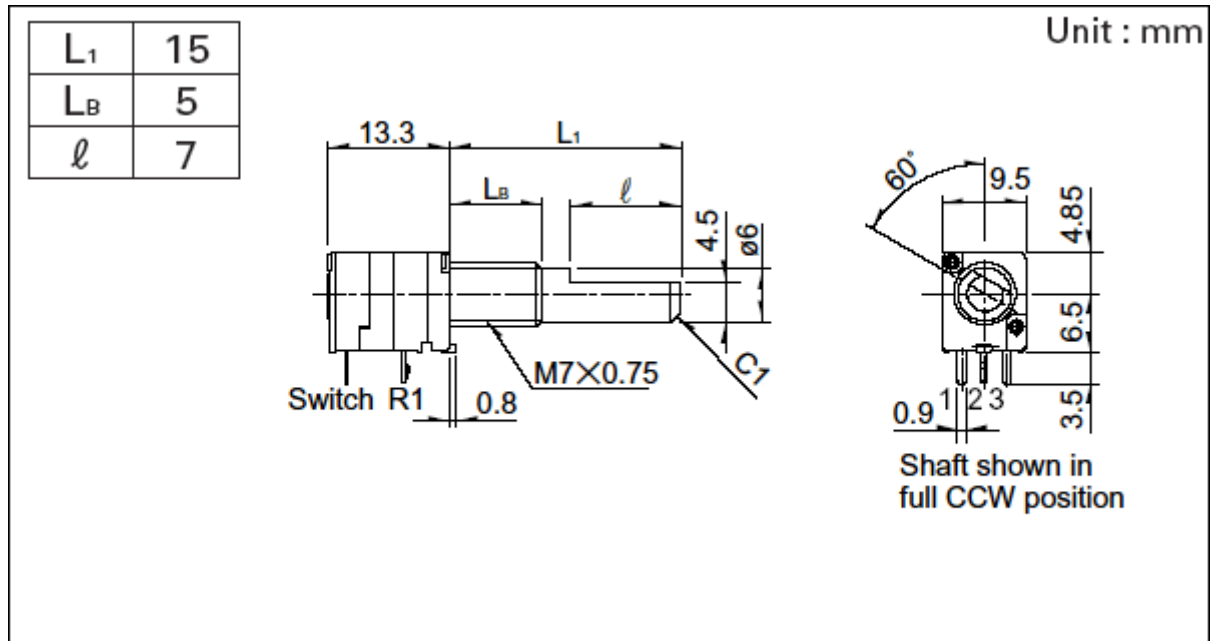 Unit : mm
L₁ 15
LB 5
ℓ 7
13.3
L₁
LB
ℓ
4.5
ø6
M7×0.75
C1
Switch R1
0.8
60°
9.5
4.85
6.5
3.5
1 2 3
0.9
Shaft shown in
full CCW position